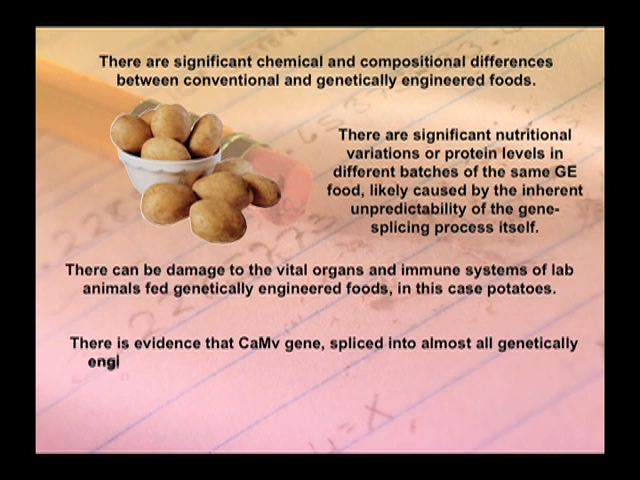 There are significant chemical and compositional differences
between conventional and genetically engineered foods.
There are significant nutritional
variations or protein levels in
different batches of the same GE
food, likely caused by the inherent
unpredictability of the gene-
splicing process itself.
There can be damage to the vital organs and immune systems of lab
animals fed genetically engineered foods, in this case potatoes.
There is evidence that CaMv gene, spliced into almost all genetically
engi